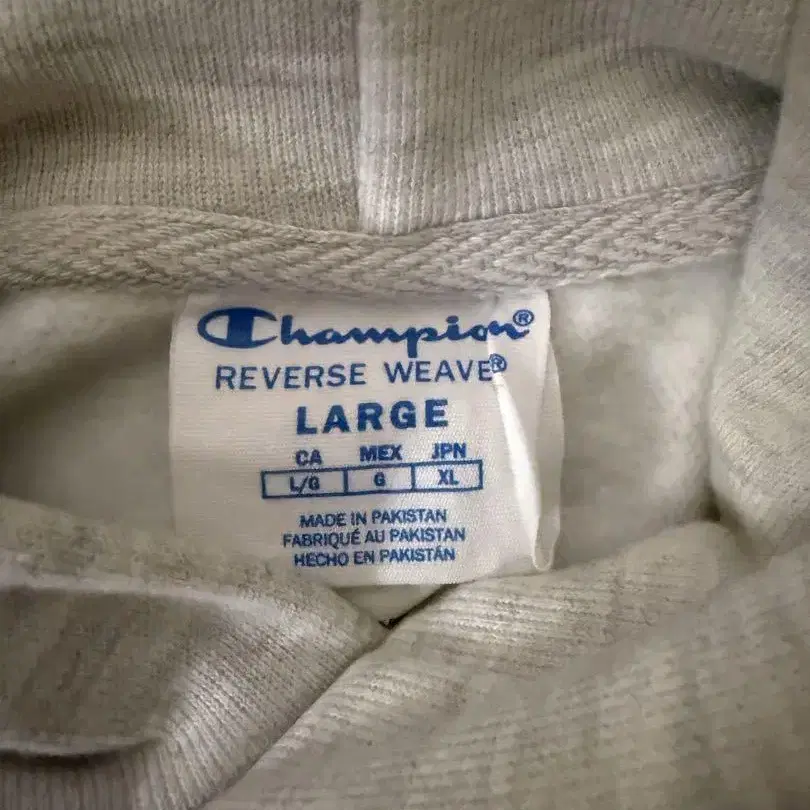 Champion®
REVERSE WEAVE®
LARGE
CA MEX JPN
L/G G XL
MADE IN PAKISTAN
FABRIQUÉ AU PAKISTAN
HECHO EN PAKISTÁN